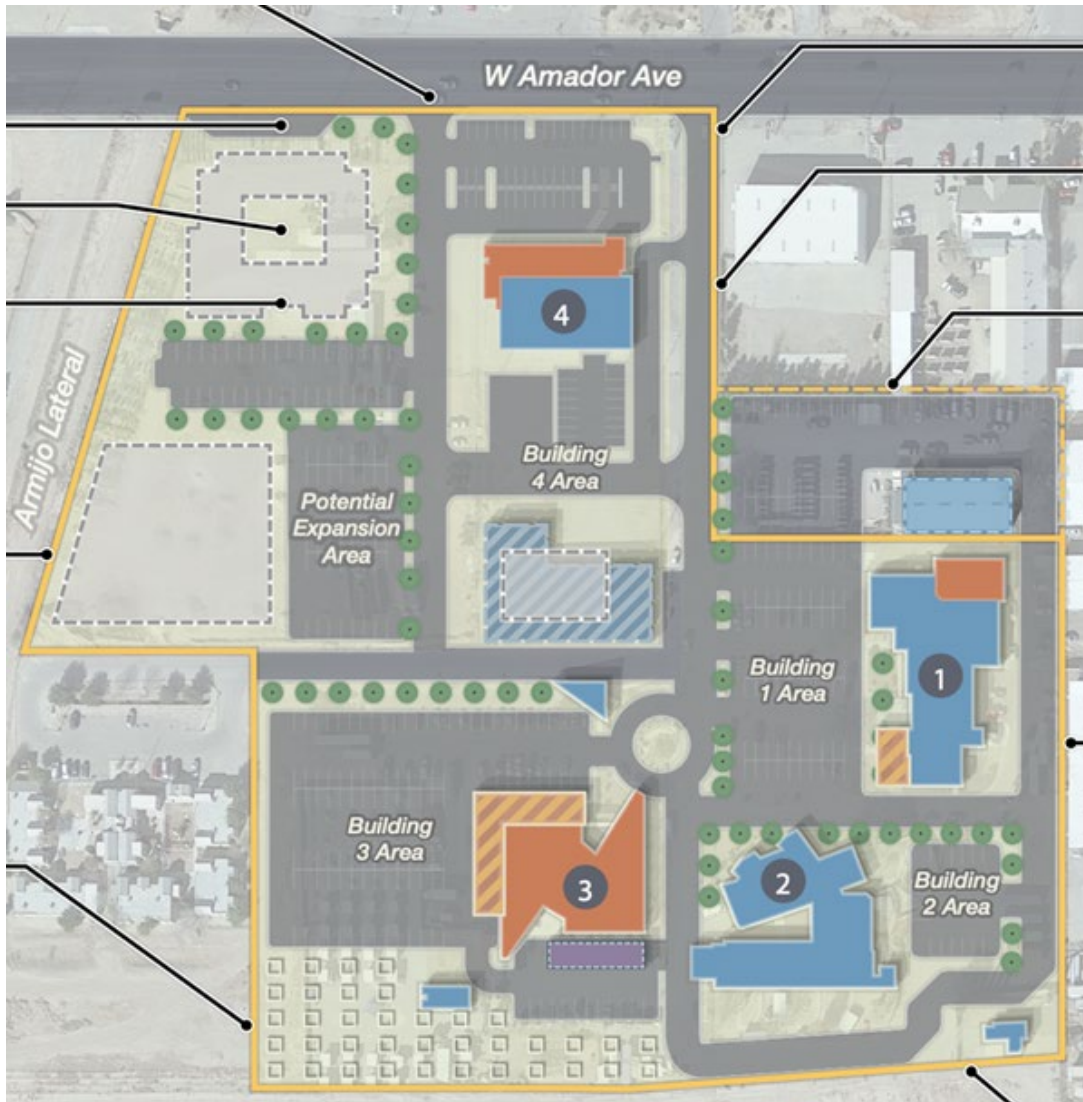 W Amador Ave
4
Armijo Lateral
Building
4 Area
Potential
Expansion
Area
Building
1 Area
1
Building
3 Area
3
2
Building
2 Area